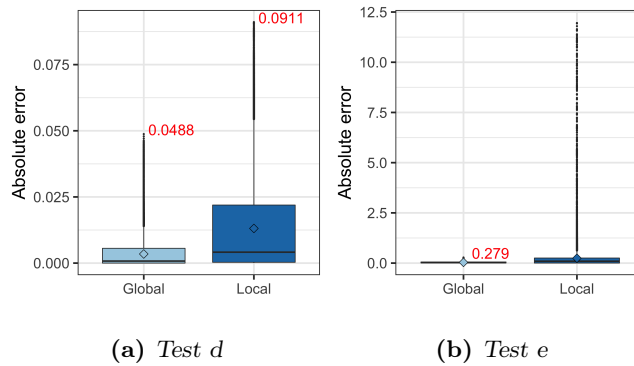 0.0911
0.075
0.050
0.0488
0.025
0.000
Absolute error
Global
Local
(a) Test d
12.5
10.0
7.5
5.0
2.5
0.279
0.0
Absolute error
Global
Local
(b) Test e